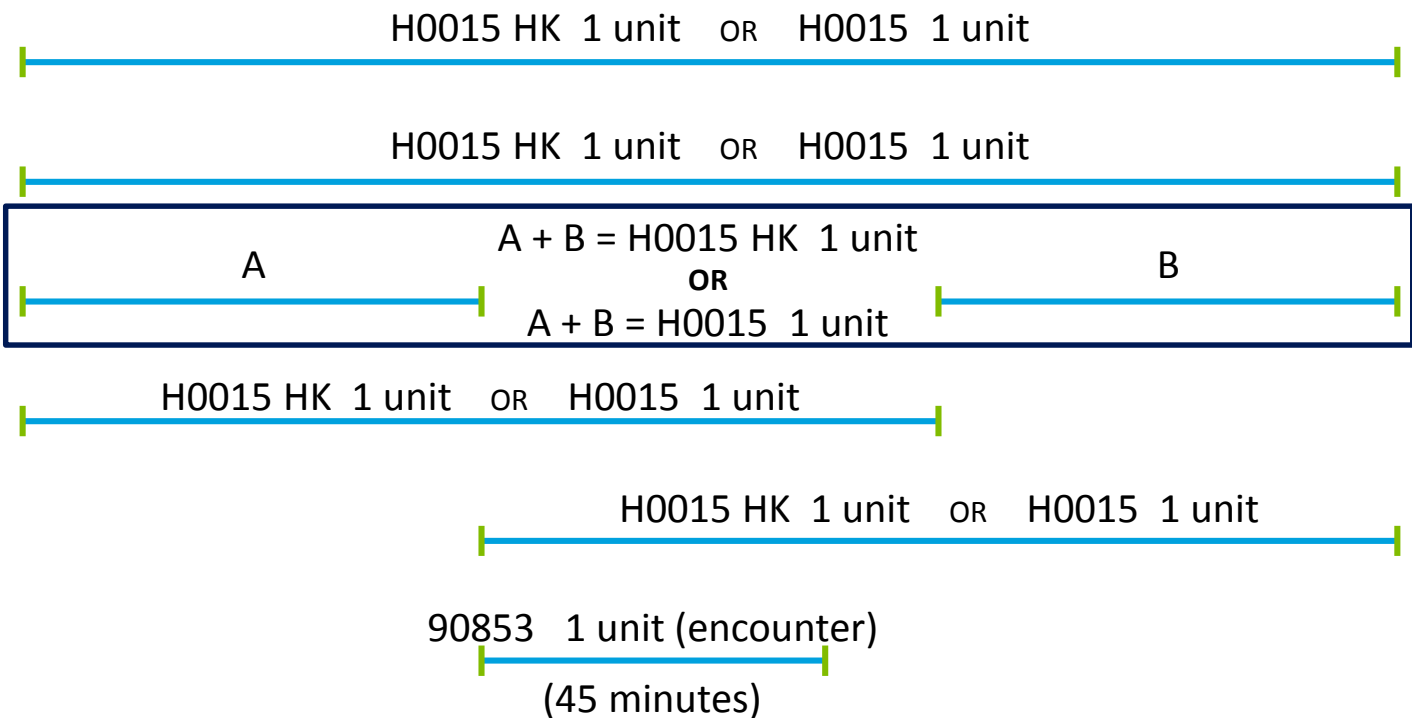 H0015 HK 1 unit OR H0015 1 unit
H0015 HK 1 unit OR H0015 1 unit
A + B = H0015 HK 1 unit
A
OR
B
A + B = H0015 1 unit
H0015 HK 1 unit OR H0015 1 unit
H0015 HK 1 unit OR H0015 1 unit
90853 1 unit (encounter)
(45 minutes)